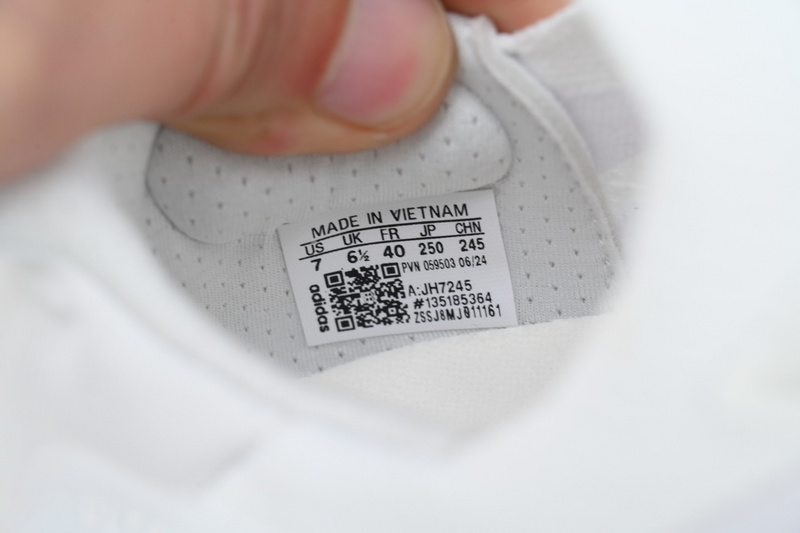 MADE IN VIETNAM
US UK FR JP CHN
7 6½ 40 250 245
PVN 059503 06/24
A:JH7245
#135185364
ZSSJ8MJ011161
adidas